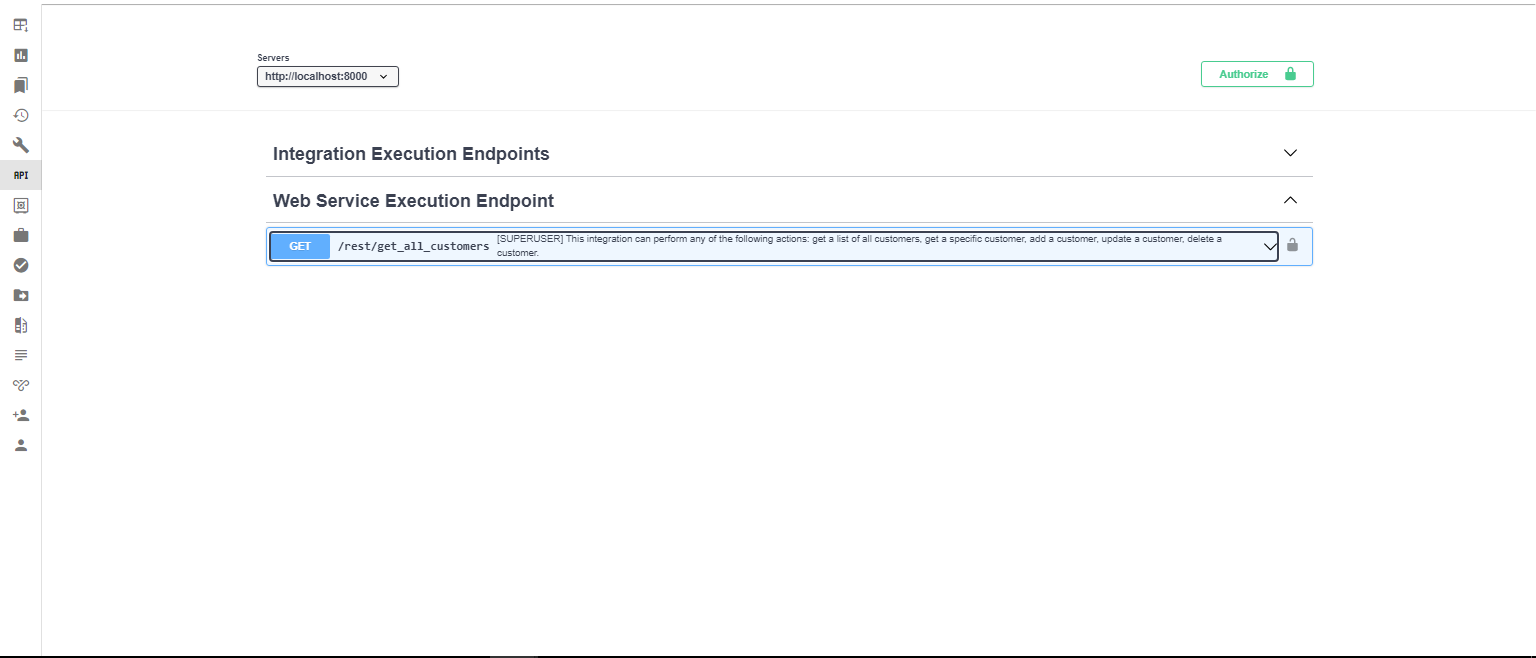 Servers
http://localhost:8000
Authorize
API
Integration Execution Endpoints
Web Service Execution Endpoint
GET /rest/get_all_customers [SUPERUSER] This integration can perform any of the following actions: get a list of all customers, get a specific customer, add a customer, update a customer, delete a
customer.